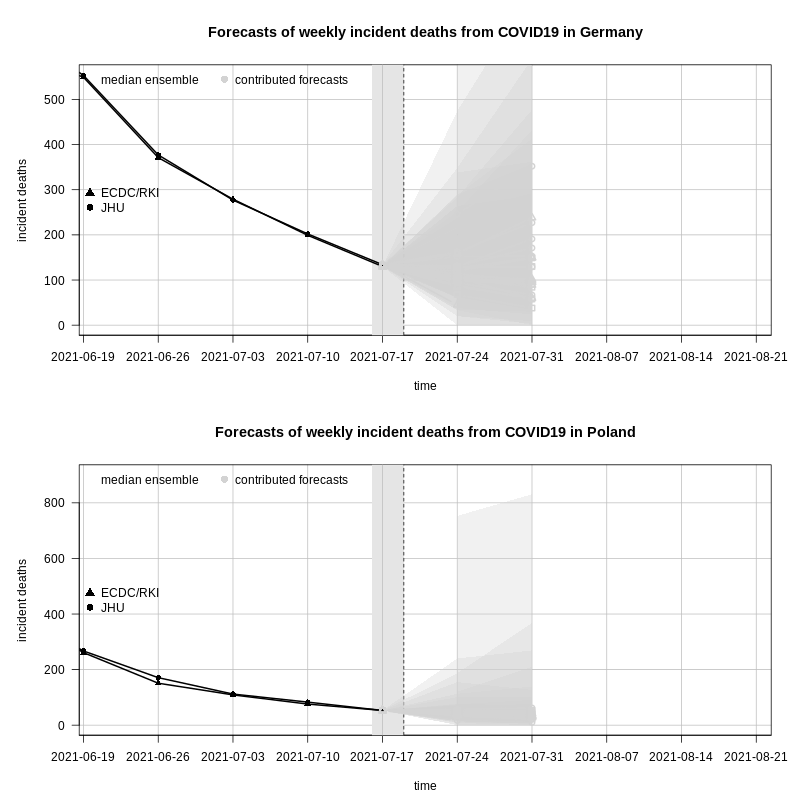 Forecasts of weekly incident deaths from COVID19 in Germany
median ensemble contributed forecasts
500
400
300
200
100
0
incident deaths
ECDC/RKI
JHU
2021-06-19 2021-06-26 2021-07-03 2021-07-10 2021-07-17 2021-07-24 2021-07-31 2021-08-07 2021-08-14 2021-08-21
time
Forecasts of weekly incident deaths from COVID19 in Poland
median ensemble contributed forecasts
800
600
400
200
0
incident deaths
ECDC/RKI
JHU
2021-06-19 2021-06-26 2021-07-03 2021-07-10 2021-07-17 2021-07-24 2021-07-31 2021-08-07 2021-08-14 2021-08-21
time